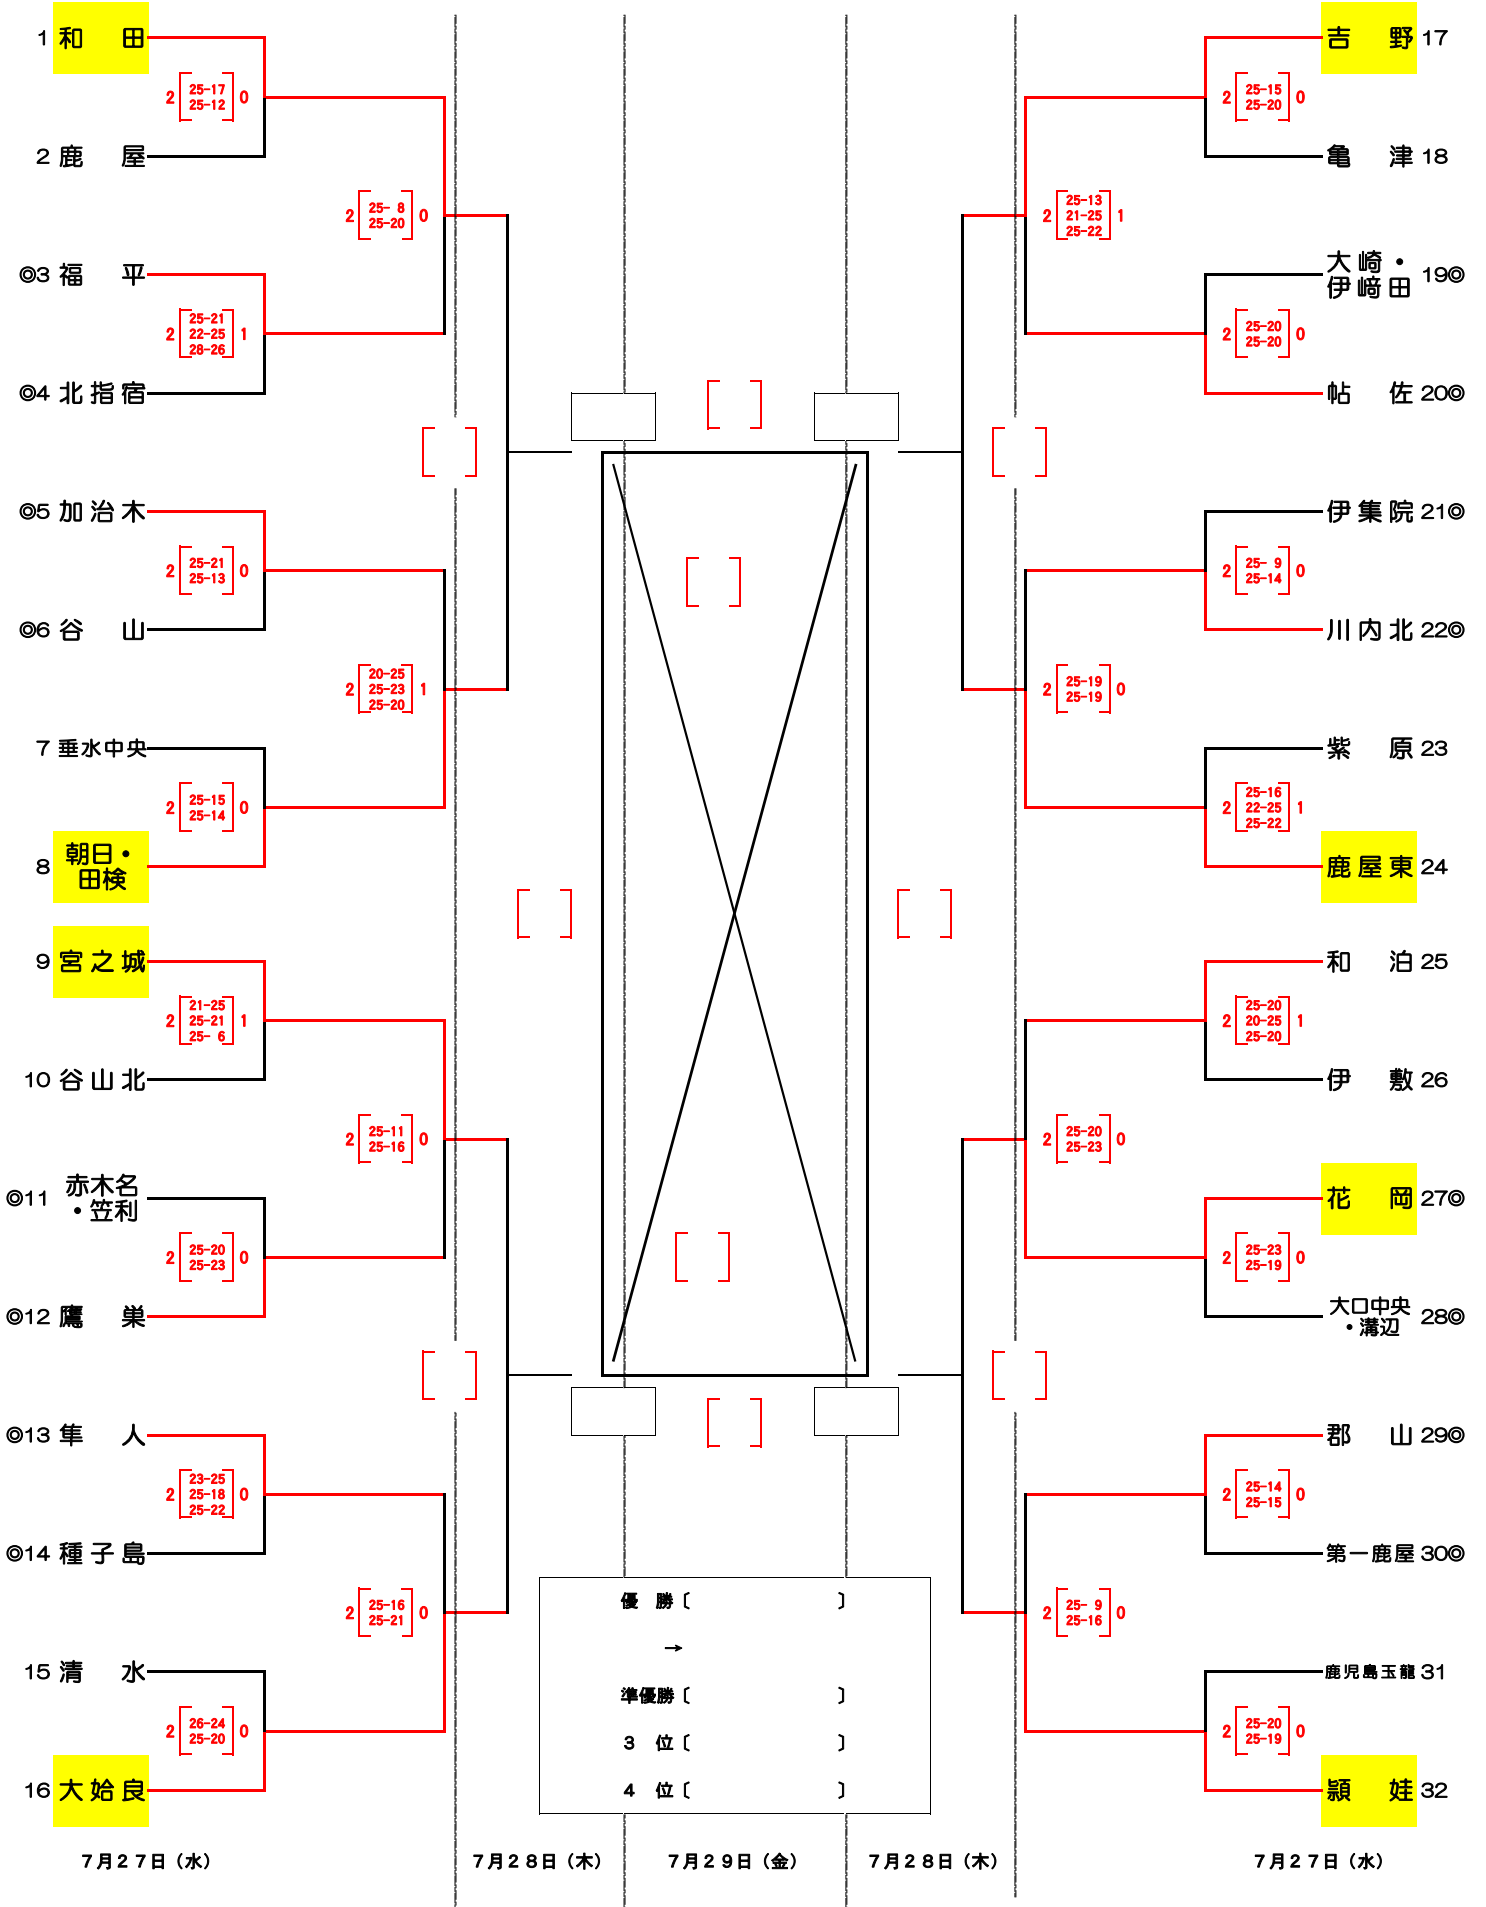 1 和 田
2 [25-17 25-12] 0
2 鹿 屋
2 [25- 8 25-20] 0
◎3 福 平
2 [25-21 22-25 28-26] 1
◎4 北指宿
◎5 加治木
2 [25-21 25-13] 0
◎6 谷 山
2 [20-25 25-23 25-20] 1
7 垂水中央
2 [25-15 25-14] 0
8 朝日・
田検
9 宮之城
2 [21-25 25-21 25- 6] 1
10 谷山北
2 [25-11 25-16] 0
◎11 赤木名
・笠利
2 [25-20 25-23] 0
◎12 鷹 巣
◎13 隼 人
2 [23-25 25-18 25-22] 0
◎14 種子島
2 [25-16 25-21] 0
15 清 水
2 [26-24 25-20] 0
16 大姶良
吉 野 17
2 [25-15 25-20] 0
亀 津 18
2 [25-13 21-25 25-22] 1
大崎・
伊﨑田 19◎
2 [25-20 25-20] 0
帖 佐 20◎
伊集院 21◎
2 [25- 9 25-14] 0
川内北 22◎
2 [25-19 25-19] 0
紫 原 23
2 [25-16 22-25 25-22] 1
鹿屋東 24
和 泊 25
2 [25-20 20-25 25-20] 1
伊 敷 26
2 [25-20 25-23] 0
花 岡 27◎
2 [25-23 25-19] 0
大口中央
・溝辺 28◎
郡 山 29◎
2 [25-14 25-15] 0
第一鹿屋 30◎
2 [25- 9 25-16] 0
鹿児島玉龍 31
2 [25-20 25-19] 0
頴 娃 32
優 勝〔 〕
→
準優勝〔 〕
3 位〔 〕
4 位〔 〕
7月27日(水)
7月28日(木)
7月29日(金)
7月28日(木)
7月27日(水)